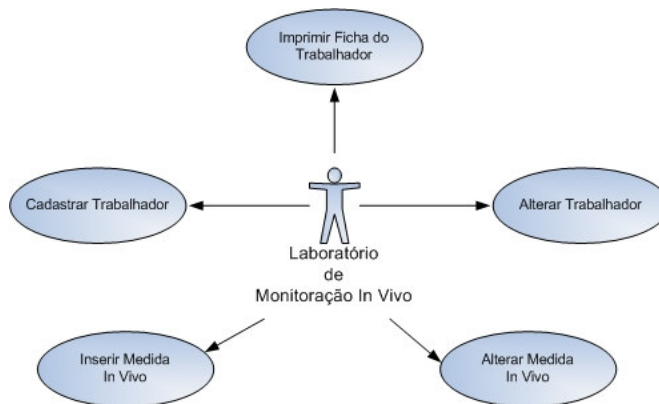 Imprimir Ficha do
Trabalhador
Cadastrar Trabalhador
Alterar Trabalhador
Laboratório
de
Monitoração In Vivo
Inserir Medida
In Vivo
Alterar Medida
In Vivo